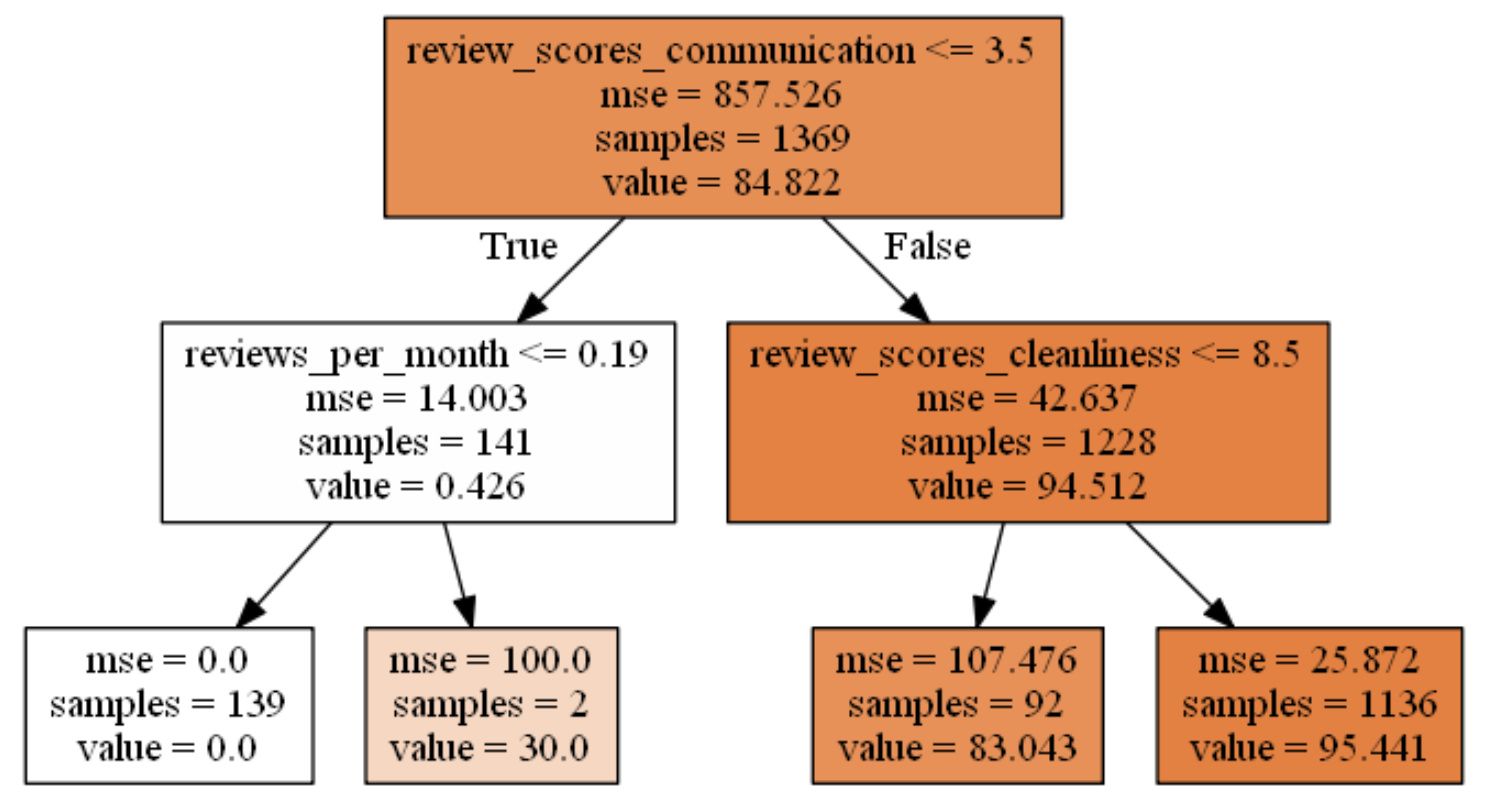 review_scores_communication <= 3.5
mse = 857.526
samples = 1369
value = 84.822
True
False
reviews_per_month <= 0.19
mse = 14.003
samples = 141
value = 0.426
review_scores_cleanliness <= 8.5
mse = 42.637
samples = 1228
value = 94.512
mse = 0.0
samples = 139
value = 0.0
mse = 100.0
samples = 2
value = 30.0
mse = 107.476
samples = 92
value = 83.043
mse = 25.872
samples = 1136
value = 95.441